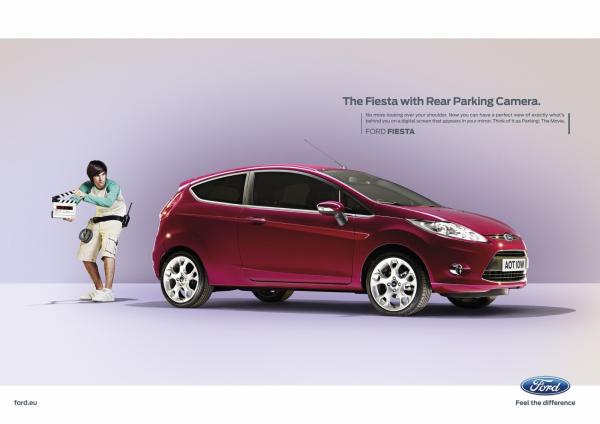 The Fiesta with Rear Parking Camera.
No more looking over your shoulder. Now you can have a perfect view of exactly what's
behind you on a digital screen that appears in your mirror. Think of it as Parking: The Movie.
FORD FIESTA
AOT 10W
Ford
ford.eu
Feel the difference